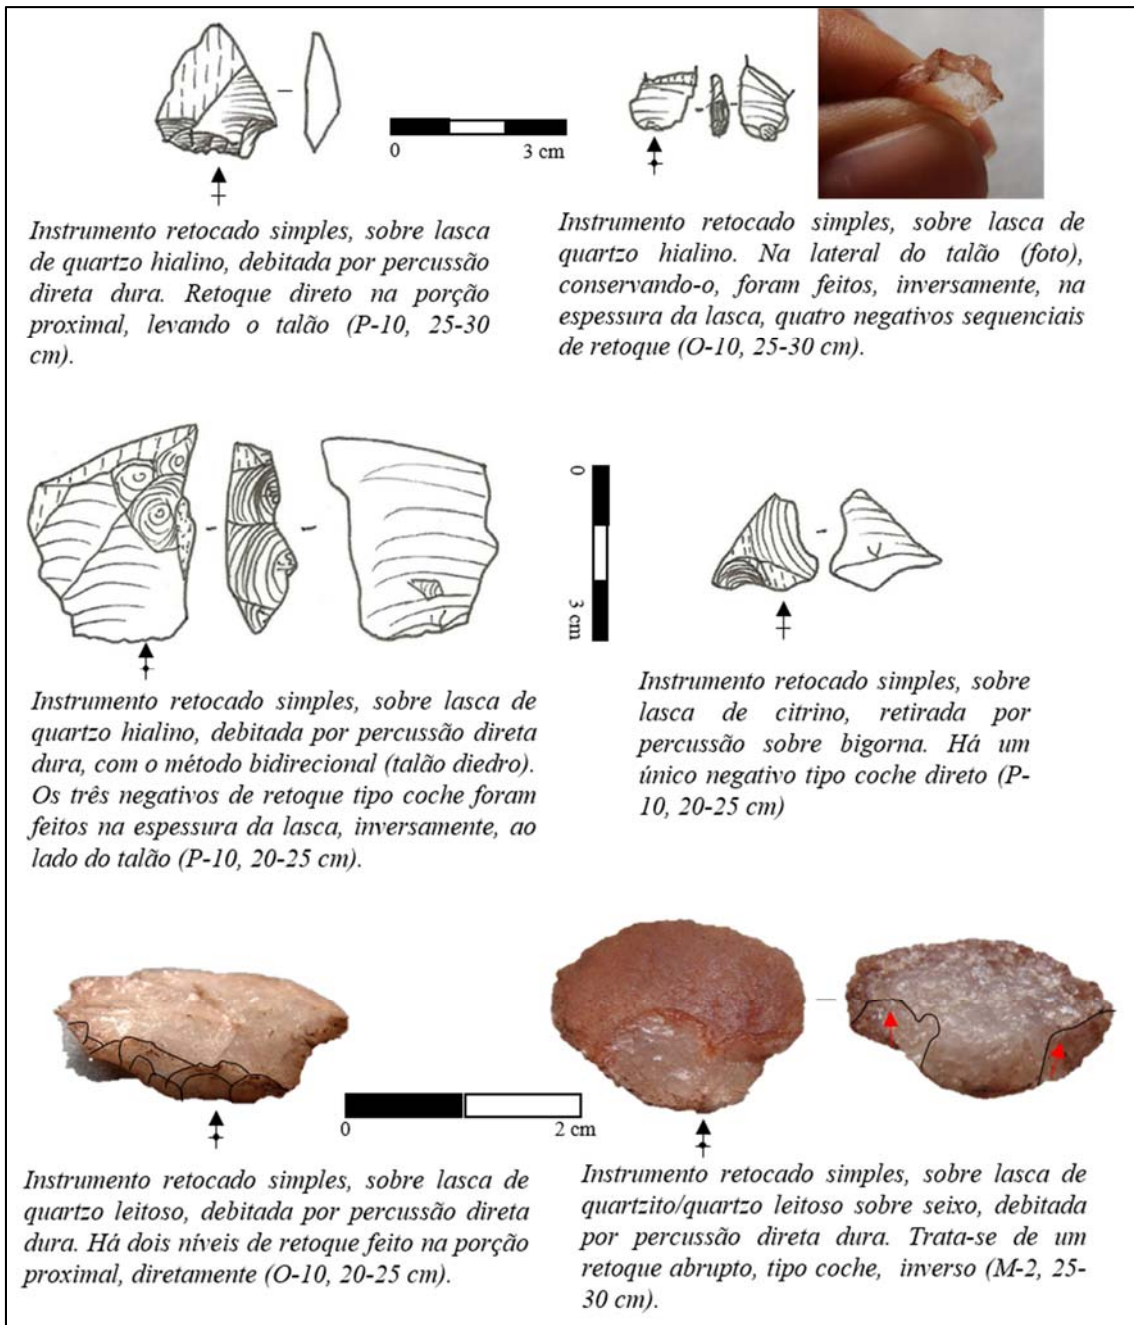 0
3 cm
Instrumento retocado simples, sobre lasca
de quartzo hialino, debitada por percussão
direta dura. Retoque direto na porção
proximal, levando o talão (P-10, 25-30
cm).
Instrumento retocado simples, sobre lasca de
quartzo hialino. Na lateral do talão (foto),
conservando-o, foram feitos, inversamente, na
espessura da lasca, quatro negativos sequenciais
de retoque (O-10, 25-30 cm).
0
3 cm
Instrumento retocado simples, sobre lasca de
quartzo hialino, debitada por percussão direta
dura, com o método bidirecional (talão diedro).
Os três negativos de retoque tipo coche foram
feitos na espessura da lasca, inversamente, ao
lado do talão (P-10, 20-25 cm).
Instrumento retocado simples, sobre
lasca de citrino, retirada por
percussão sobre bigorna. Há um
único negativo tipo coche direto (P-
10, 20-25 cm)
0
2 cm
Instrumento retocado simples, sobre lasca de
quartzo leitoso, debitada por percussão direta
dura. Há dois níveis de retoque feito na porção
proximal, diretamente (O-10, 20-25 cm).
Instrumento retocado simples, sobre lasca de
quartzito/quartzo leitoso sobre seixo, debitada
por percussão direta dura. Trata-se de um
retoque abrupto, tipo coche, inverso (M-2, 25-
30 cm).